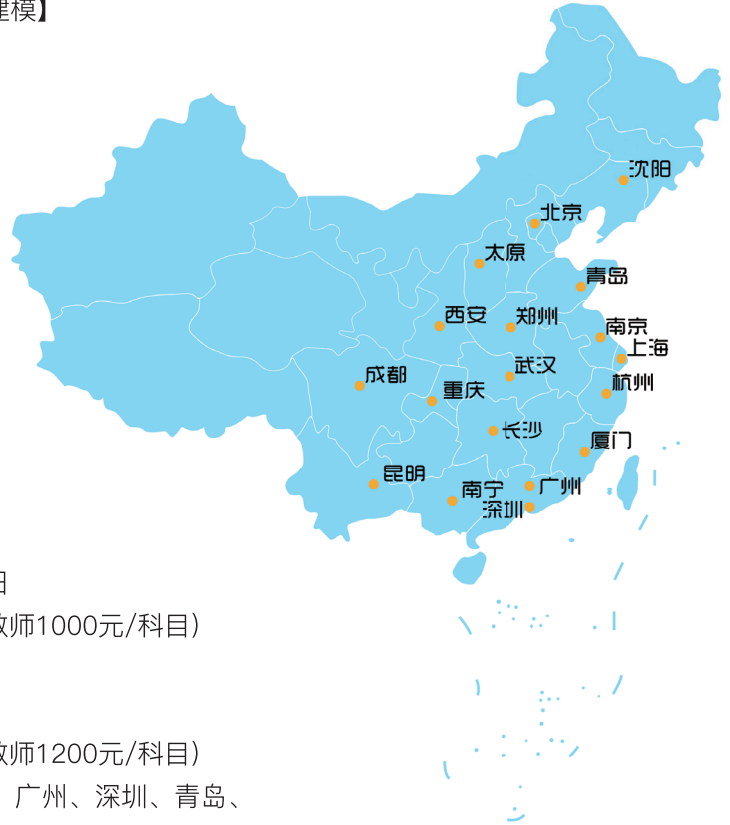 建模】
沈阳
北京
太原
青岛
西安
郑州
南京
上海
武汉
成都
杭州
重庆
长沙
厦门
昆明
南宁
广州
深圳
阳
教师1000元/科目）
教师1200元/科目）
广州、深圳、青岛、